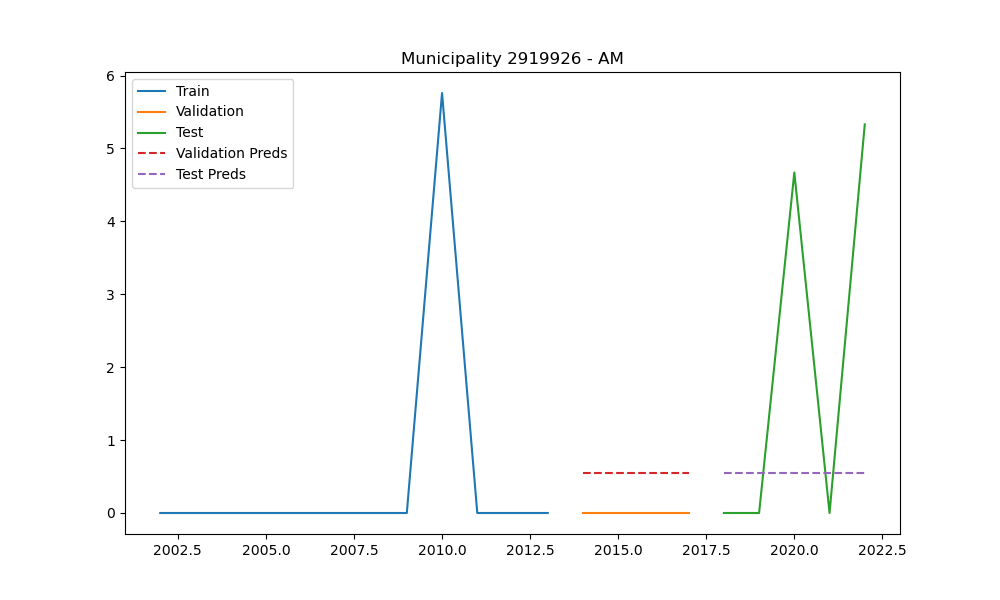 Municipality 2919926 - AM
6
5
4
3
2
1
0
Train
Validation
Test
Validation Preds
Test Preds
2002.5 2005.0 2007.5 2010.0 2012.5 2015.0 2017.5 2020.0 2022.5